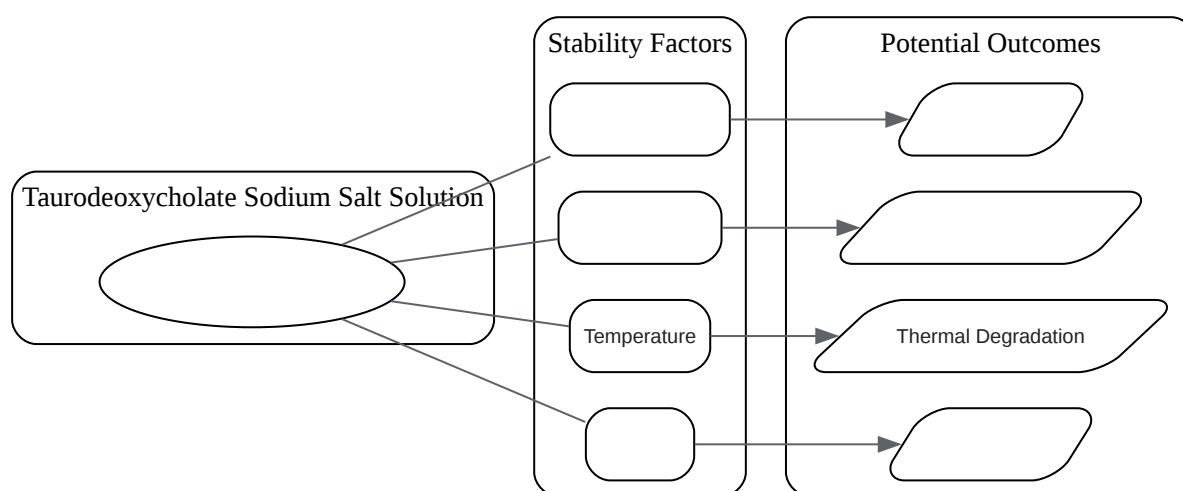 Stability Factors
Potential Outcomes
Taurodeoxycholate Sodium Salt Solution
Temperature
Thermal Degradation